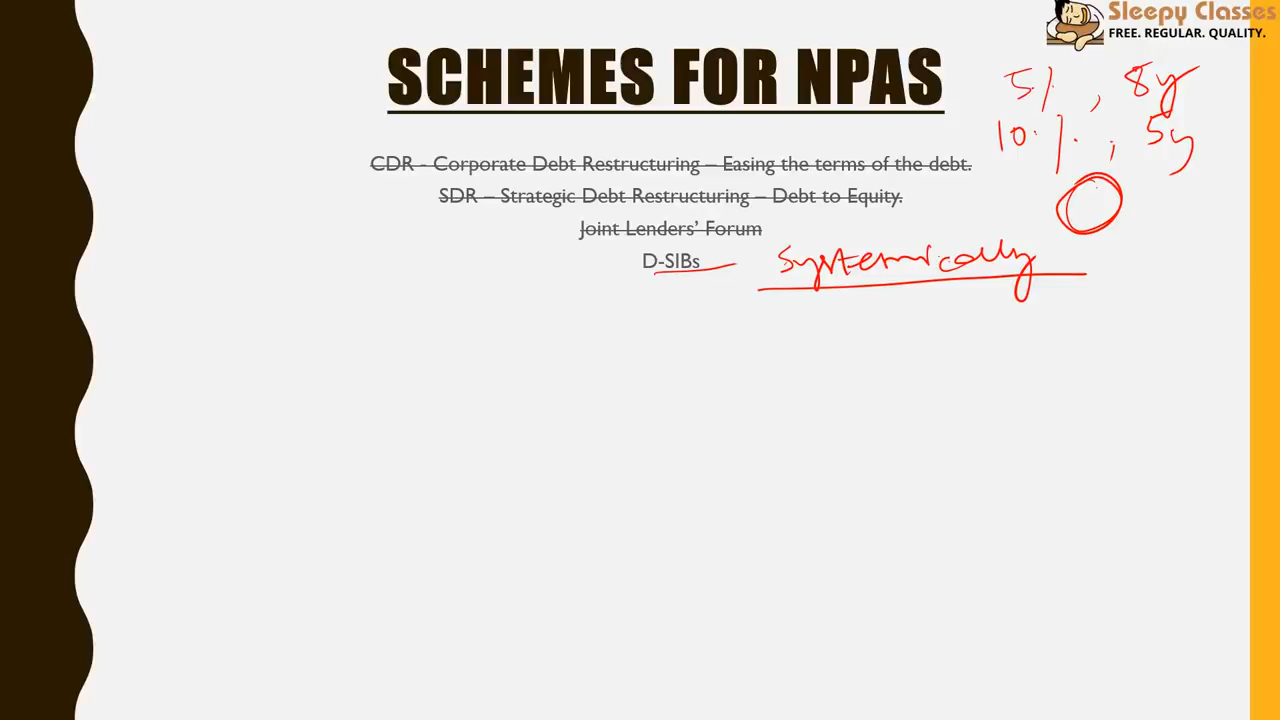 Sleepy Classes
FREE. REGULAR. QUALITY.
SCHEMES FOR NPAS
5%, 8y
10%, 5y
CDR - Corporate Debt Restructuring – Easing the terms of the debt.
SDR – Strategic Debt Restructuring – Debt to Equity.
Joint Lenders' Forum
D-SIBs Systemically